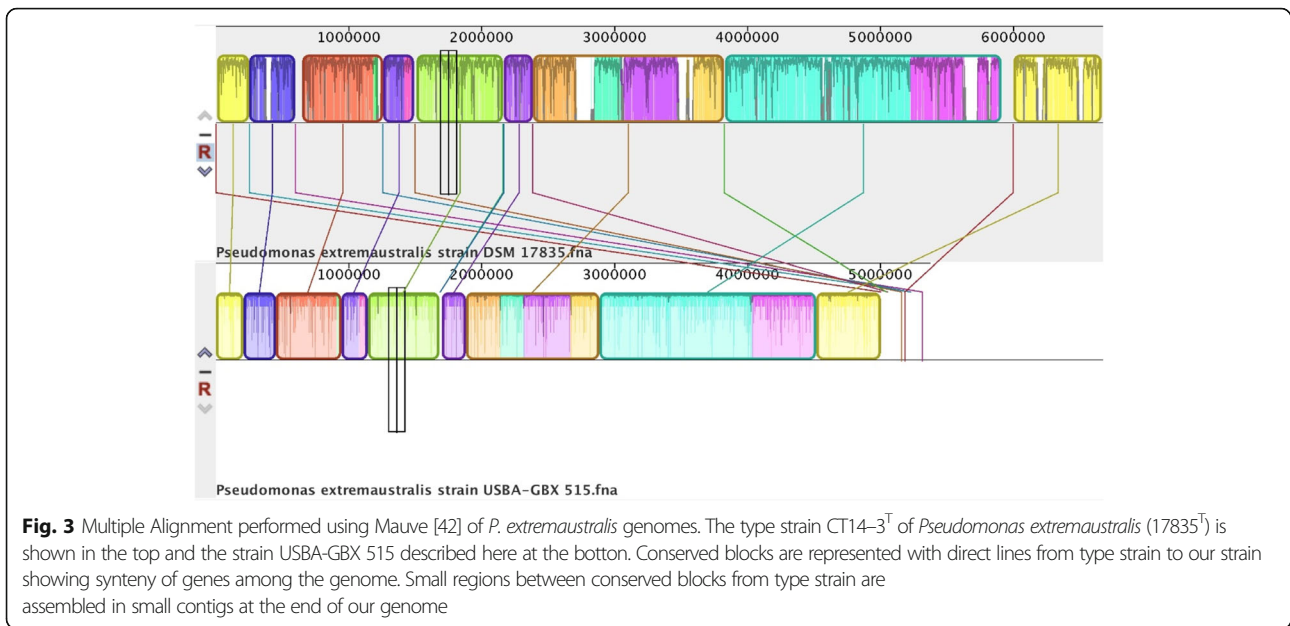 1000000 2000000 3000000 4000000 5000000 6000000
R
Pseudomonas extremaustralis strain DSM 17835.fna
1000000 2000000 3000000 4000000 5000000
R
Pseudomonas extremaustralis strain USBA-GBX 515.fna
Fig. 3 Multiple Alignment performed using Mauve [42] of P. extremaustralis genomes. The type strain CT14–3T of Pseudomonas extremaustralis (17835T) is
shown in the top and the strain USBA-GBX 515 described here at the botton. Conserved blocks are represented with direct lines from type strain to our strain
showing synteny of genes among the genome. Small regions between conserved blocks from type strain are
assembled in small contigs at the end of our genome